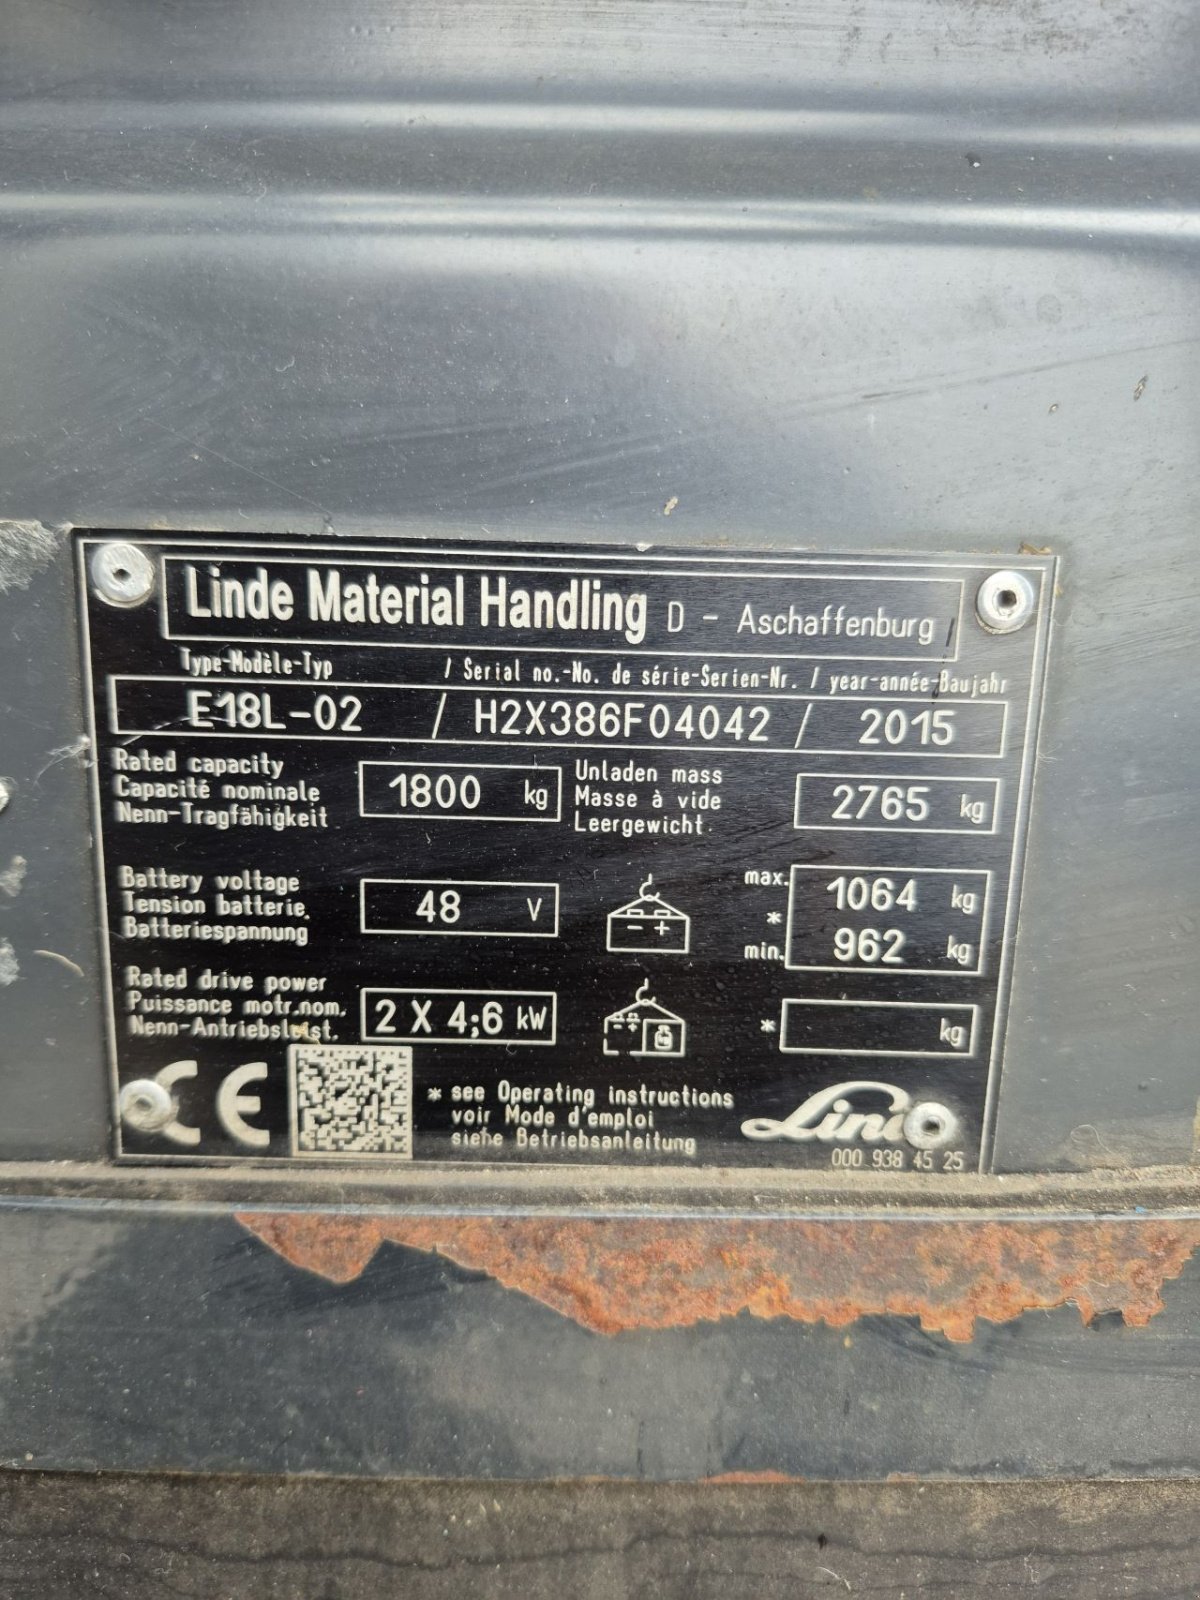 Linde Material Handling D - Aschaffenburg
Type-Modèle-Typ / Serial no.-No. de série-Serien-Nr. / year-année-Baujahr
E18L-02 / H2X386F04042 / 2015
Rated capacity
Capacité nominale
Nenn-Tragfähigkeit
1800 kg
Unladen mass
Masse à vide
Leergewicht
2765 kg
Battery voltage
Tension batterie
Batteriespannung
48 V
- +
max. 1064 kg
*
min. 962 kg
Rated drive power
Puissance motr.nom.
Nenn-Antriebsleist.
2 X 4;6 kW
* kg
CE
* see Operating instructions
voir Mode d'emploi
siehe Betriebsanleitung
Linde
000 938 45 25